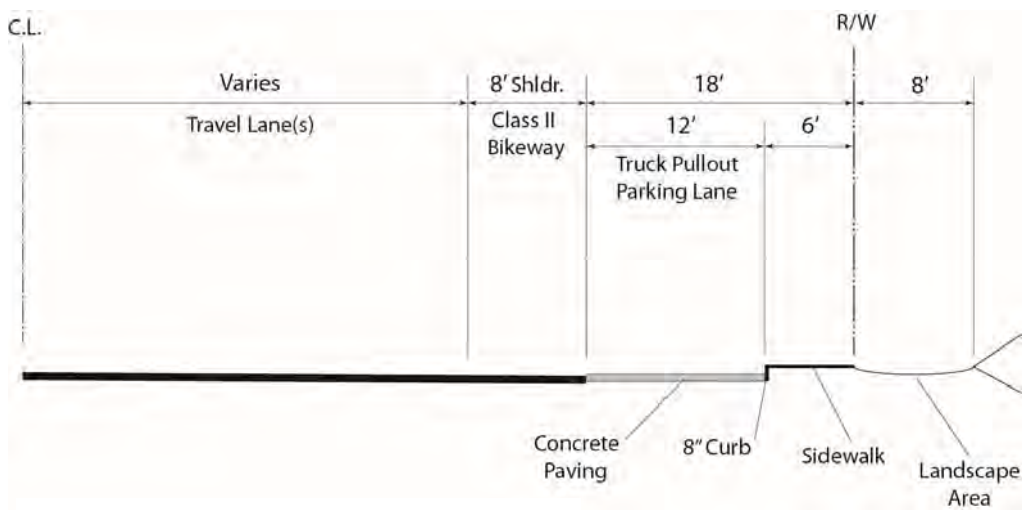 C.L.
R/W
Varies
8' Shldr.
18'
8'
Travel Lane(s)
Class II
Bikeway
12'
6'
Truck Pullout
Parking Lane
Concrete
Paving
8" Curb
Sidewalk
Landscape
Area